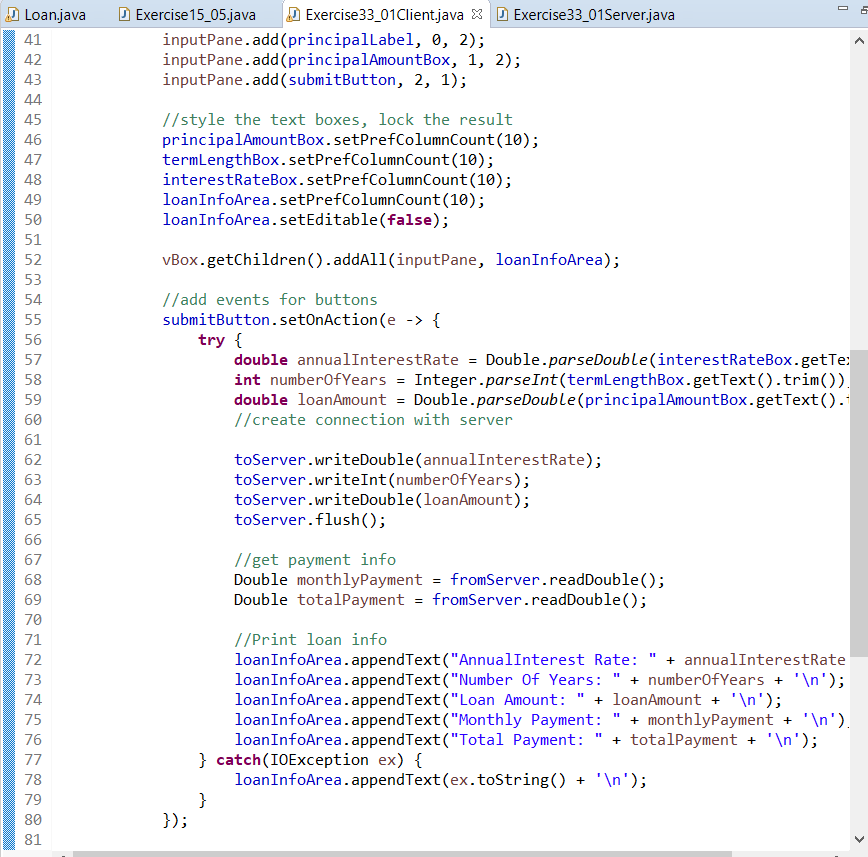 Loan.java Exercise15_05.java Exercise33_01Client.java Exercise33_01Server.java
41 inputPane.add(principalLabel, 0, 2);
42 inputPane.add(principalAmountBox, 1, 2);
43 inputPane.add(submitButton, 2, 1);
44
45 //style the text boxes, lock the result
46 principalAmountBox.setPrefColumnCount(10);
47 termLengthBox.setPrefColumnCount(10);
48 interestRateBox.setPrefColumnCount(10);
49 loanInfoArea.setPrefColumnCount(10);
50 loanInfoArea.setEditable(false);
51
52 vBox.getChildren().addAll(inputPane, loanInfoArea);
53
54 //add events for buttons
55 submitButton.setOnAction(e -> {
56 try {
57 double annualInterestRate = Double.parseDouble(interestRateBox.getTe
58 int numberOfYears = Integer.parseInt(termLengthBox.getText().trim())
59 double loanAmount = Double.parseDouble(principalAmountBox.getText().
60 //create connection with server
61
62 toServer.writeDouble(annualInterestRate);
63 toServer.writeInt(numberOfYears);
64 toServer.writeDouble(loanAmount);
65 toServer.flush();
66
67 //get payment info
68 Double monthlyPayment = fromServer.readDouble();
69 Double totalPayment = fromServer.readDouble();
70
71 //Print loan info
72 loanInfoArea.appendText("AnnualInterest Rate: " + annualInterestRate
73 loanInfoArea.appendText("Number Of Years: " + numberOfYears + '\n');
74 loanInfoArea.appendText("Loan Amount: " + loanAmount + '\n');
75 loanInfoArea.appendText("Monthly Payment: " + monthlyPayment + '\n')
76 loanInfoArea.appendText("Total Payment: " + totalPayment + '\n');
77 } catch(IOException ex) {
78 loanInfoArea.appendText(ex.toString() + '\n');
79 }
80 });
81